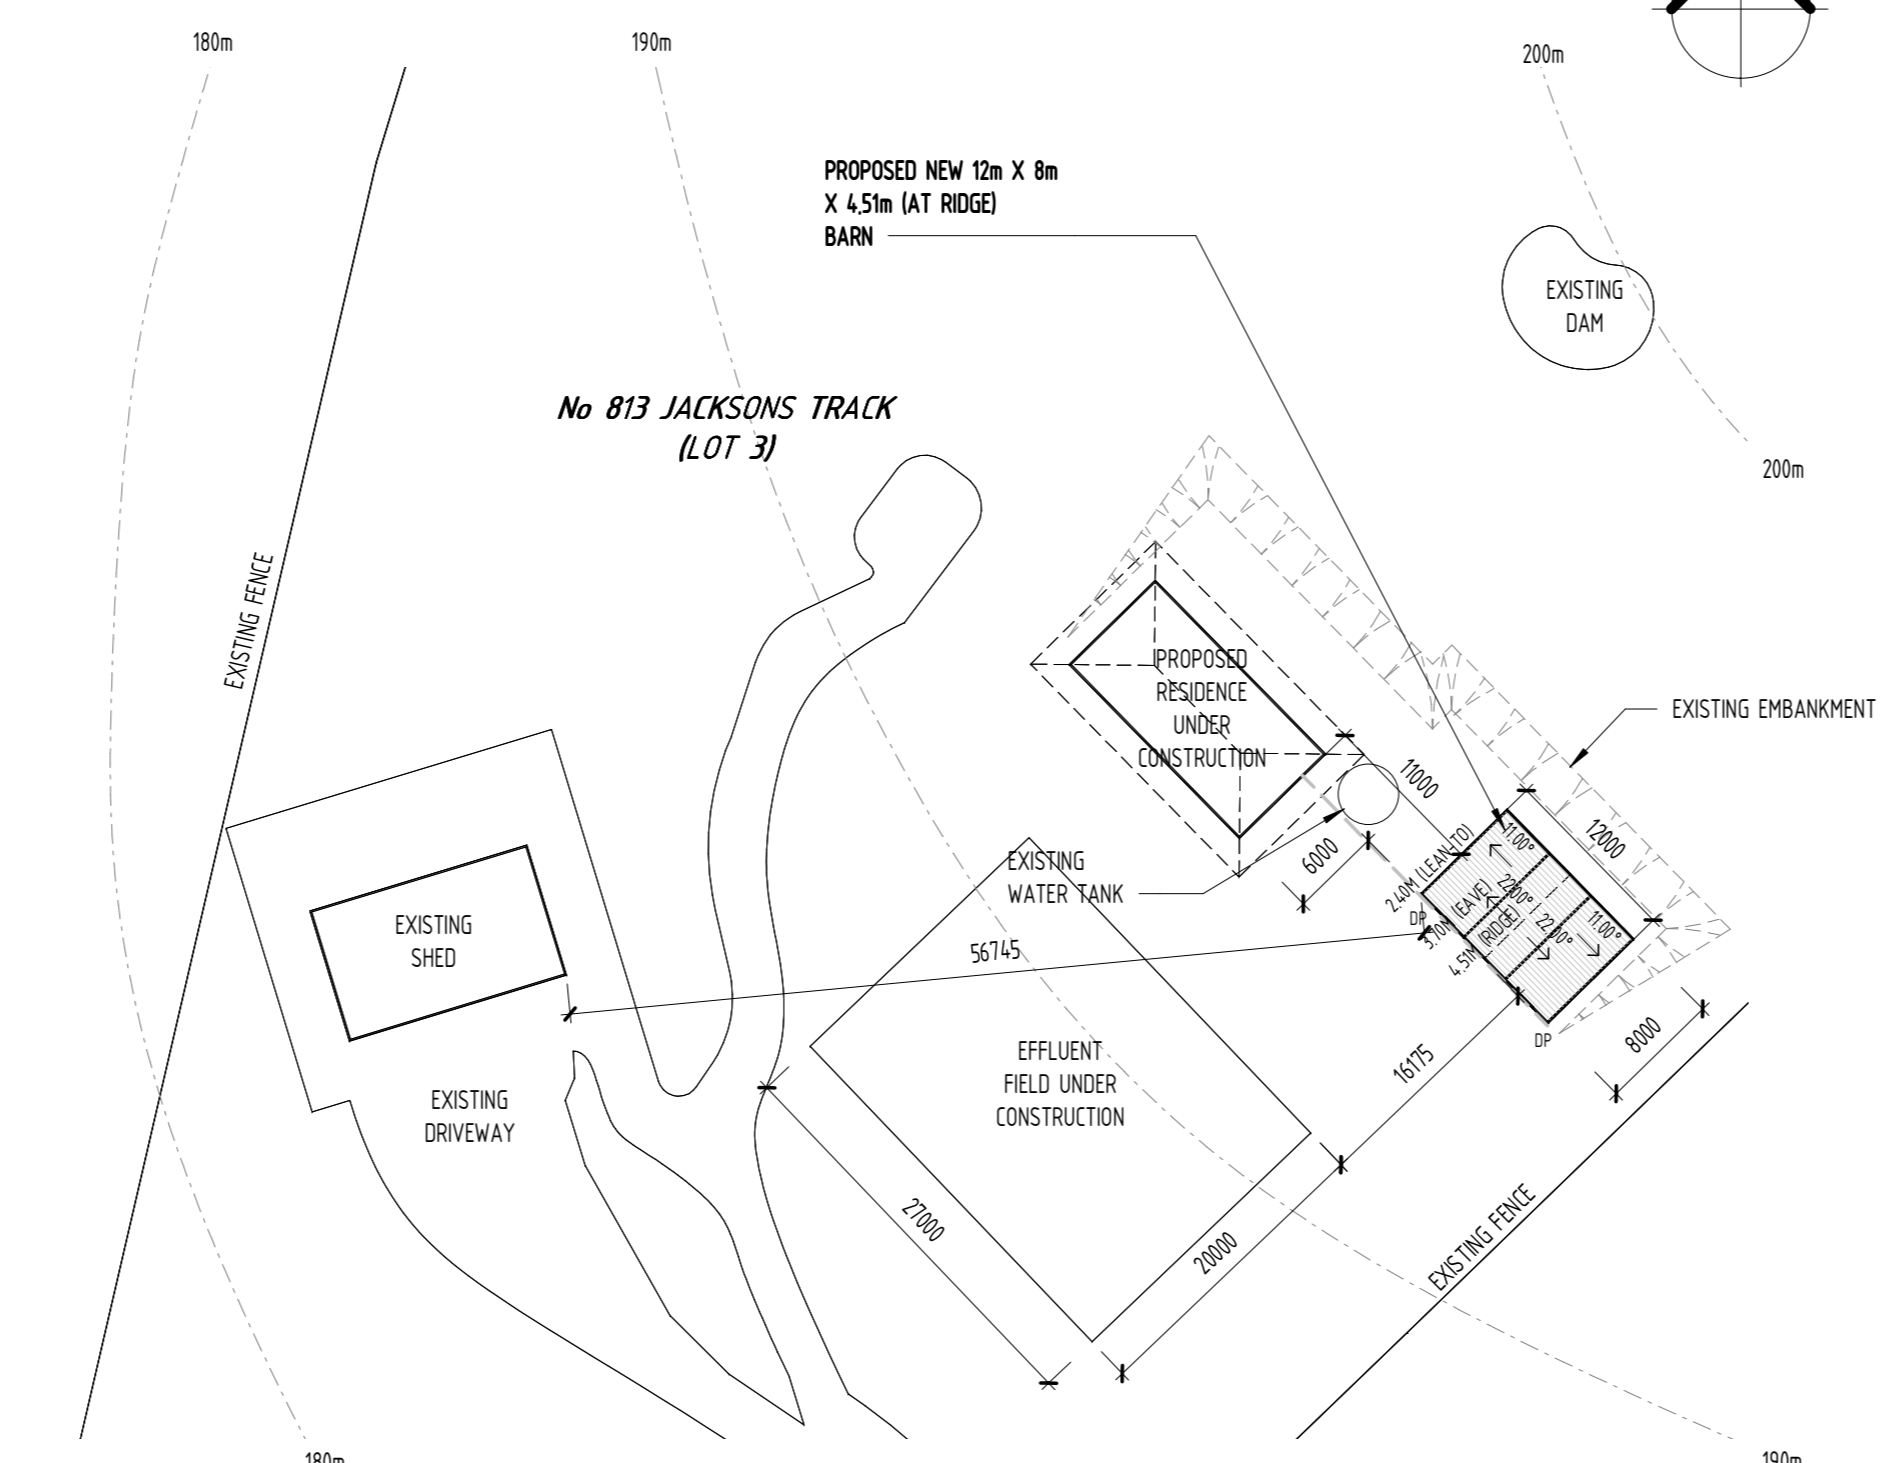 180m
190m
200m
PROPOSED NEW 12m X 8m
X 4.51m (AT RIDGE)
BARN
EXISTING
DAM
No 813 JACKSONS TRACK
(LOT 3)
200m
EXISTING FENCE
PROPOSED
RESIDENCE
UNDER
CONSTRUCTION
EXISTING EMBANKMENT
11000
12000
6000
EXISTING
WATER TANK
2.40M (LEAN-TO)
3.70M (EAVE)
4.51M (RIDGE)
11.00°
22.00°
22.00°
11.00°
DP
DP
EXISTING
SHED
56745
8000
16175
EFFLUENT
FIELD UNDER
CONSTRUCTION
EXISTING
DRIVEWAY
27000
20000
EXISTING FENCE
180m
190m